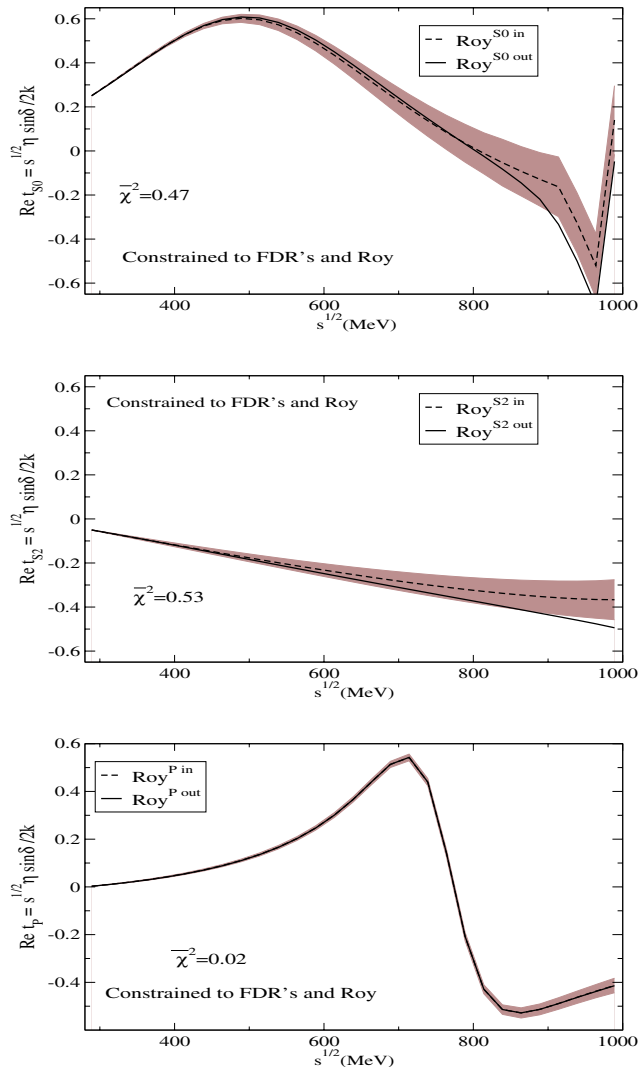 0.6
0.4
0.2
0
-0.2
-0.4
-0.6
Re t_S0 = s^1/2 η sinδ /2k
Roy^S0 in
Roy^S0 out
χ̅²=0.47
Constrained to FDR's and Roy
400 600 800 1000
s^1/2(MeV)
0.6
0.4
0.2
0
-0.2
-0.4
-0.6
Re t_S2 = s^1/2 η sinδ /2k
Constrained to FDR's and Roy
Roy^S2 in
Roy^S2 out
χ̅²=0.53
400 600 800 1000
s^1/2(MeV)
0.6
0.4
0.2
0
-0.2
-0.4
Re t_P = s^1/2 η sinδ /2k
Roy^P in
Roy^P out
χ̅²=0.02
Constrained to FDR's and Roy
400 600 800 1000
s^1/2(MeV)